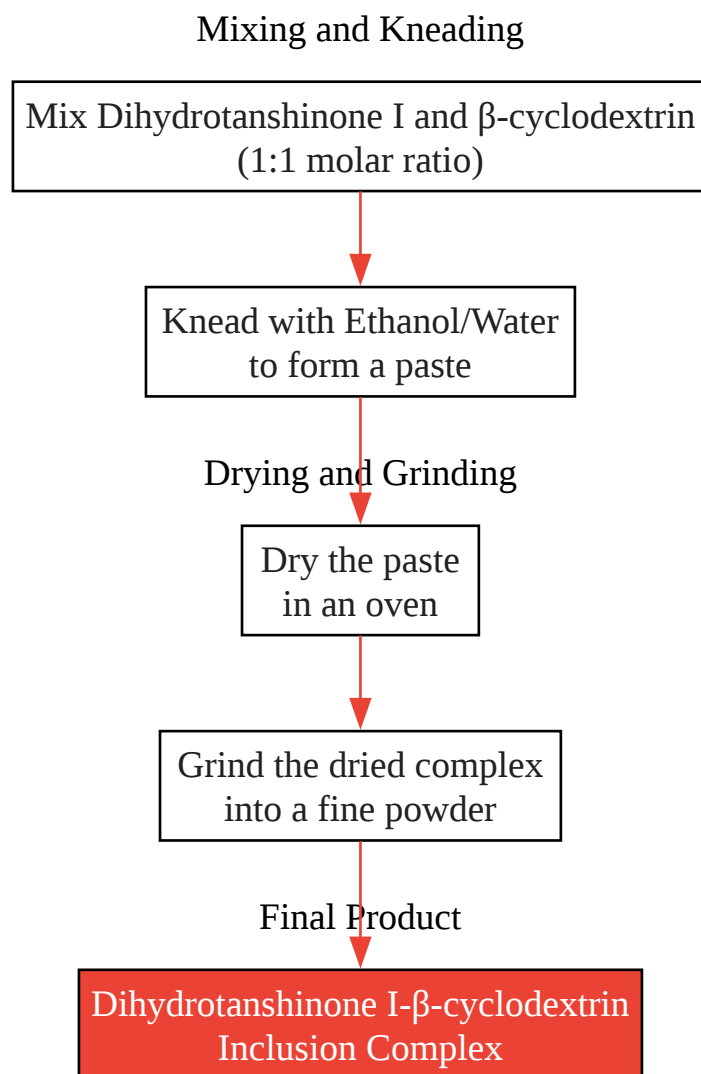 Mixing and Kneading
Mix Dihydrotanshinone I and β-cyclodextrin
(1:1 molar ratio)
Knead with Ethanol/Water
to form a paste
Drying and Grinding
Dry the paste
in an oven
Grind the dried complex
into a fine powder
Final Product
Dihydrotanshinone I-β-cyclodextrin
Inclusion Complex